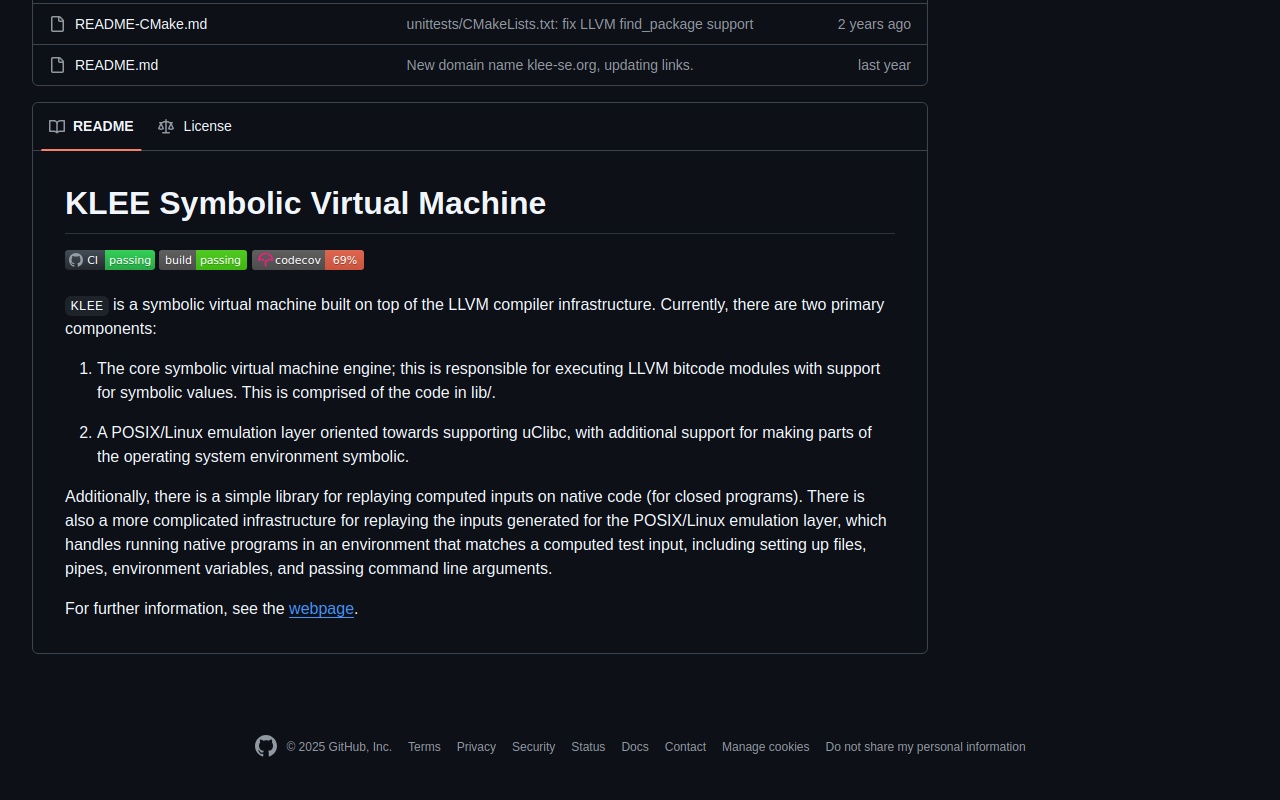 README-CMake.md unittests/CMakeLists.txt: fix LLVM find_package support 2 years ago
README.md New domain name klee-se.org, updating links. last year
README License
KLEE Symbolic Virtual Machine
CI passing build passing codecov 69%
KLEE is a symbolic virtual machine built on top of the LLVM compiler infrastructure. Currently, there are two primary
components:
1. The core symbolic virtual machine engine; this is responsible for executing LLVM bitcode modules with support
for symbolic values. This is comprised of the code in lib/.
2. A POSIX/Linux emulation layer oriented towards supporting uClibc, with additional support for making parts of
the operating system environment symbolic.
Additionally, there is a simple library for replaying computed inputs on native code (for closed programs). There is
also a more complicated infrastructure for replaying the inputs generated for the POSIX/Linux emulation layer, which
handles running native programs in an environment that matches a computed test input, including setting up files,
pipes, environment variables, and passing command line arguments.
For further information, see the webpage.
© 2025 GitHub, Inc. Terms Privacy Security Status Docs Contact Manage cookies Do not share my personal information